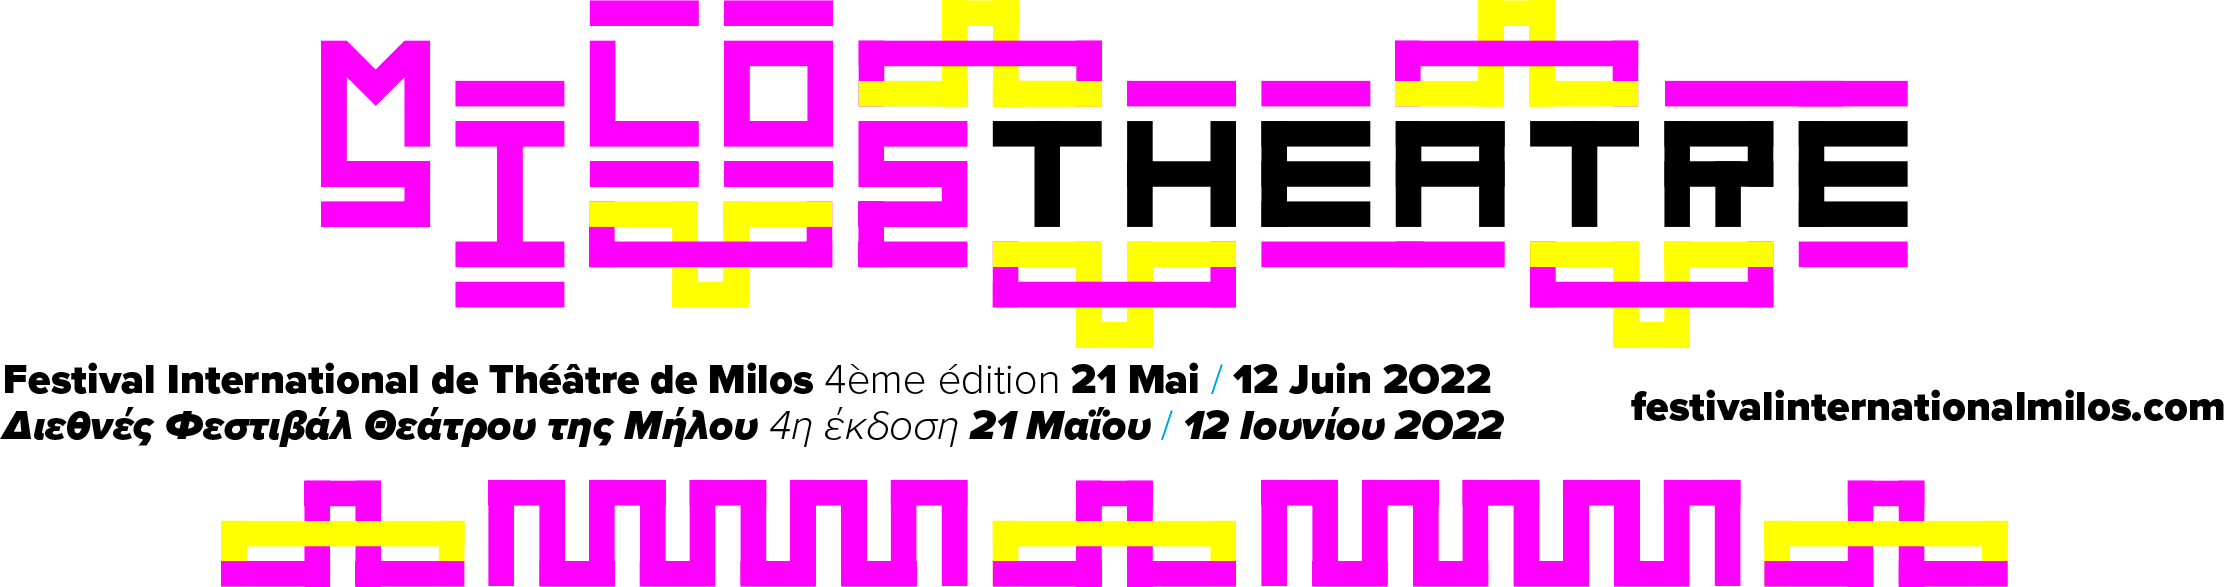 MILOS THEATRE
Festival International de Théâtre de Milos 4ème édition 21 Mai / 12 Juin 2022
Διεθνές Φεστιβάλ Θεάτρου της Μήλου 4η έκδοση 21 Μαΐου / 12 Ιουνίου 2022
festivalinternationalmilos.com